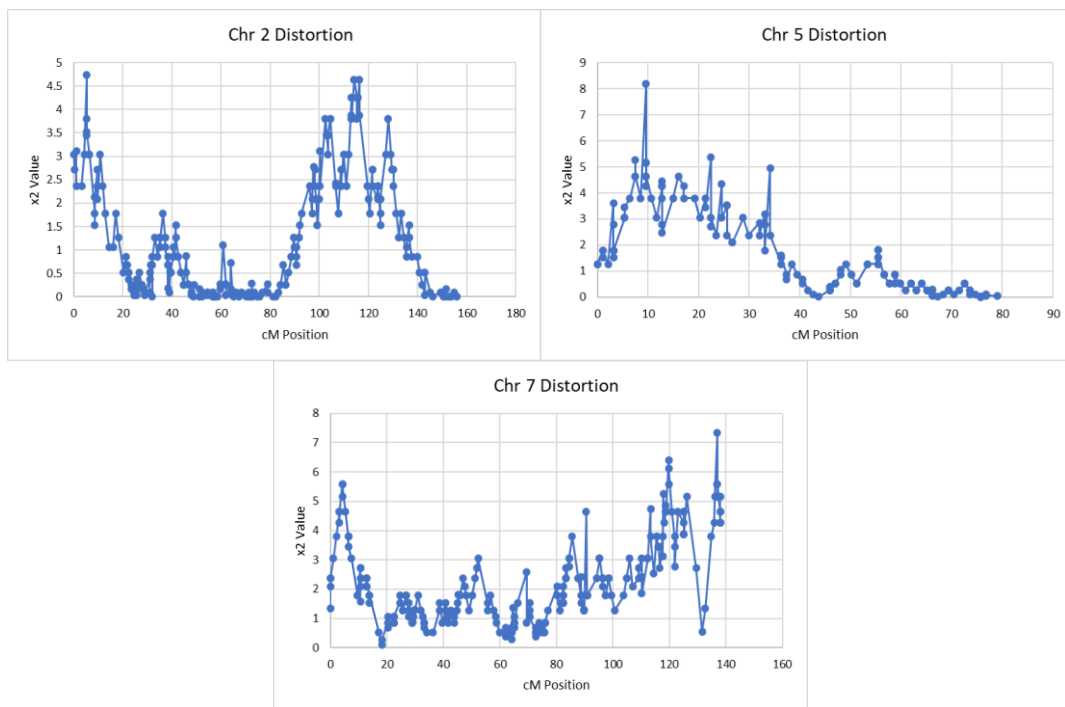 Chr 2 Distortion
x2 Value
5
4.5
4
3.5
3
2.5
2
1.5
1
0.5
0
0 20 40 60 80 100 120 140 160 180
cM Position
Chr 5 Distortion
x2 Value
9
8
7
6
5
4
3
2
1
0
0 10 20 30 40 50 60 70 80 90
cM Position
Chr 7 Distortion
x2 Value
8
7
6
5
4
3
2
1
0
0 20 40 60 80 100 120 140 160
cM Position